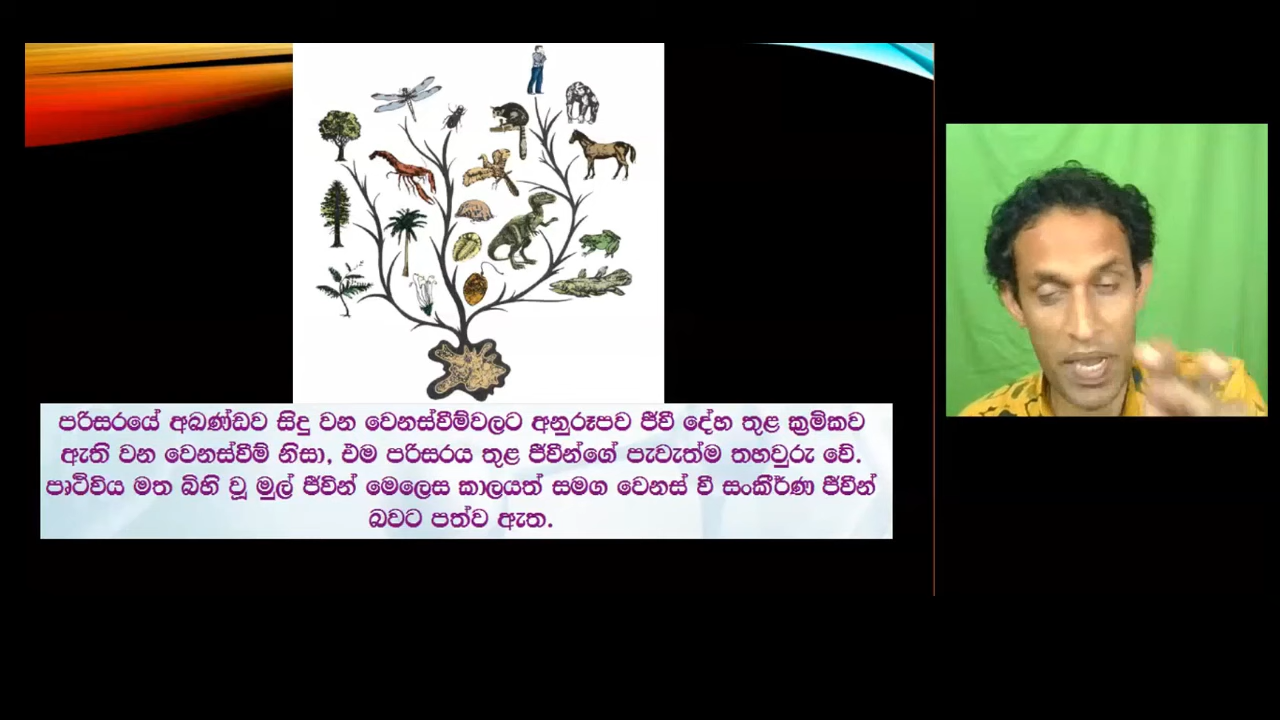 පරිසරයේ අඛණ්ඩව සිදු වන වෙනස්වීම්වලට අනුරූපව ජීවී දේහ තුළ ක්‍රමිකව
ඇති වන වෙනස්වීම් නිසා, එම පරිසරය තුළ ජීවීන්ගේ පැවැත්ම තහවුරු වේ.
පෘථිවිය මත බිහි වූ මුල් ජීවින් මෙලෙස කාලයත් සමග වෙනස් වී සංකීර්ණ ජීවීන්
බවට පත්ව ඇත.